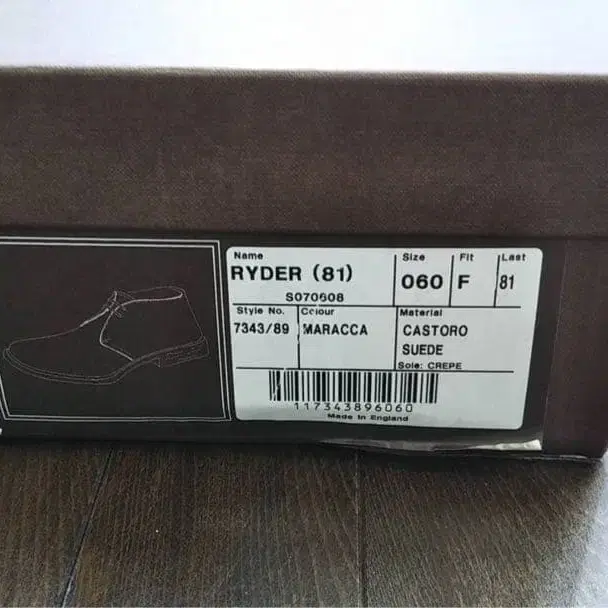 Name
RYDER (81)
S070608
Size
060
Fit
F
Last
81
Style No.
7343/89
Colour
MARACCA
Material
CASTORO
SUEDE
Sole: CREPE
117343896060
Made in England